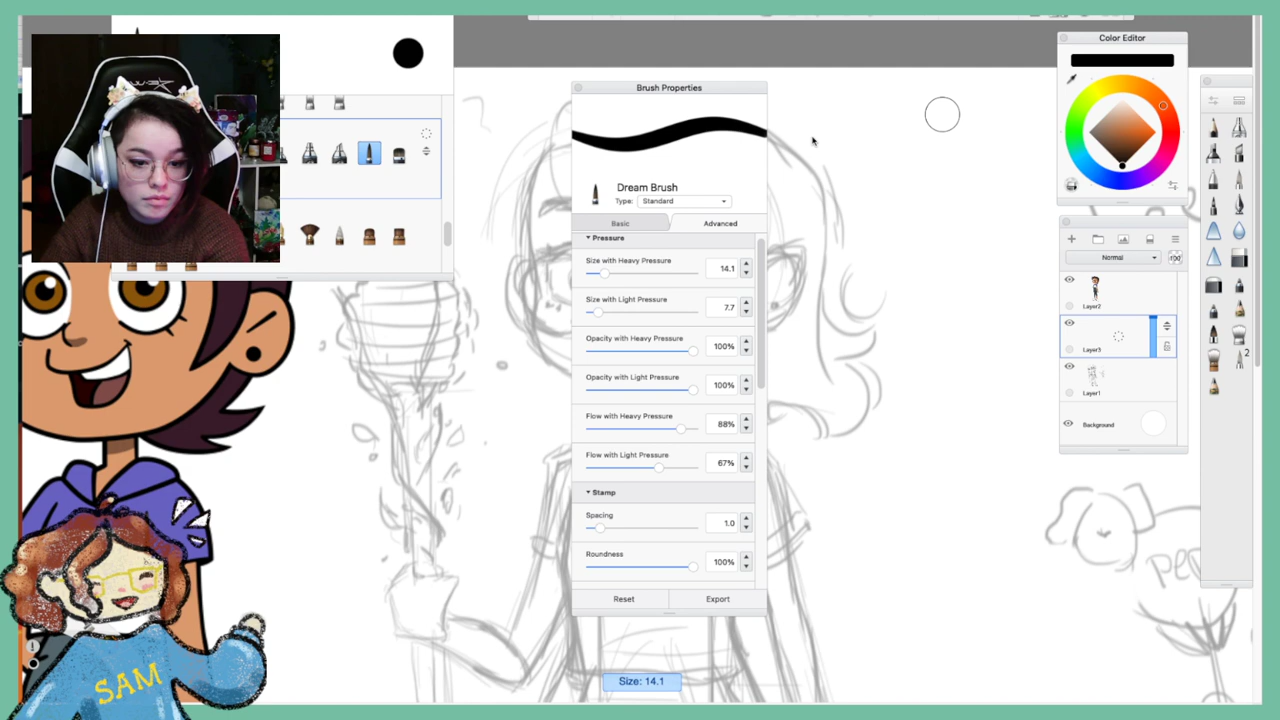 Color Editor
Brush Properties
Dream Brush
Type: Standard
Basic
Advanced
Pressure
Size with Heavy Pressure
14.1
Size with Light Pressure
7.7
Opacity with Heavy Pressure
100%
Opacity with Light Pressure
100%
Flow with Heavy Pressure
88%
Flow with Light Pressure
67%
Stamp
Spacing
1.0
Roundness
100%
Reset
Export
Size: 14.1
Normal
Layer2
Layer3
Layer1
Background
2
SAM